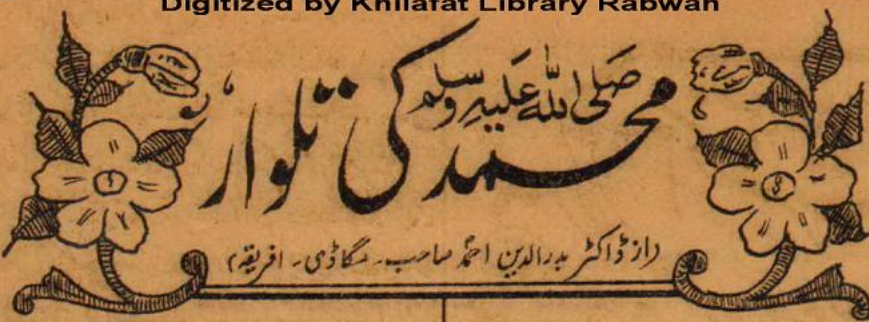 Digitized by Khilafat Library Rabwah
محمد صلی اللہ علیہ وسلم کی تلوار
(از ڈاکٹر بدرالدین احمد صاحب۔ مگاڈی۔ افریقہ)